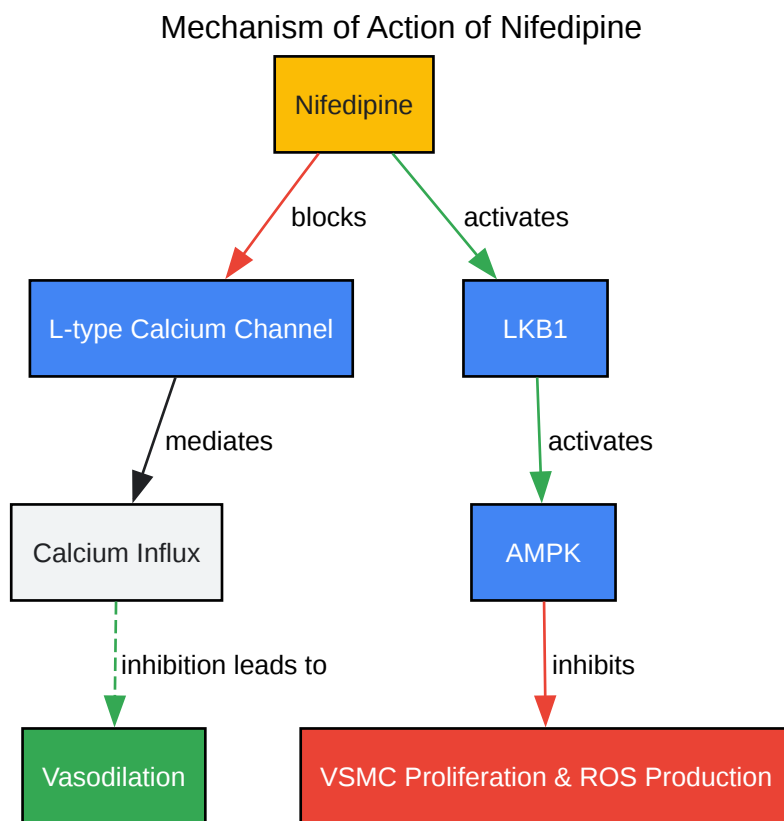 Mechanism of Action of Nifedipine
Nifedipine
blocks
activates
L-type Calcium Channel
LKB1
mediates
activates
Calcium Influx
AMPK
inhibition leads to
inhibits
Vasodilation
VSMC Proliferation & ROS Production